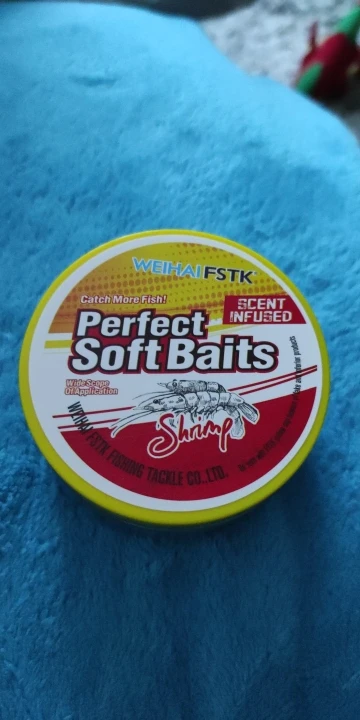 WEIHAI FSTK
Catch More Fish!
SCENT
INFUSED
Perfect
Soft Baits
Wide Scope
Of Application
Shrimp
WEIHAI FSTK FISHING TACKLE CO.,LTD.